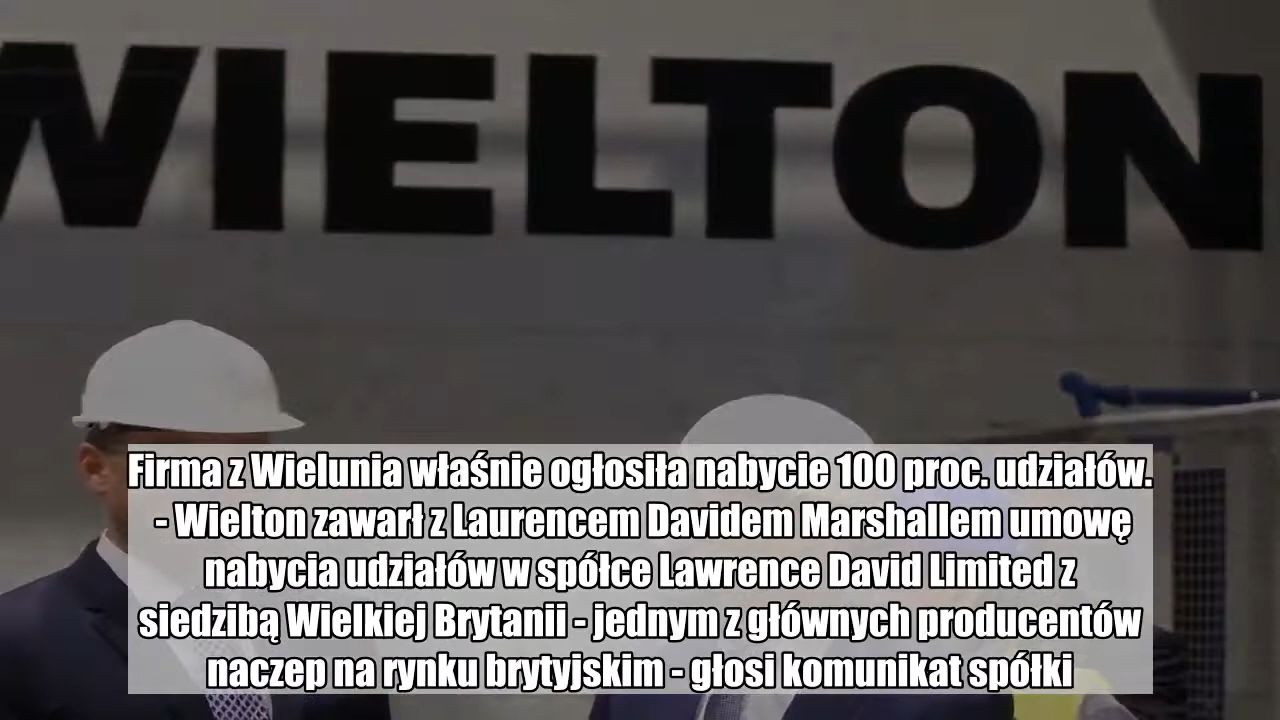 WIELTON
Firma z Wielunia właśnie ogłosiła nabycie 100 proc. udziałów.
- Wielton zawarł z Laurencem Davidem Marshallem umowę
nabycia udziałów w spółce Lawrence David Limited z
siedzibą Wielkiej Brytanii - jednym z głównych producentów
naczep na rynku brytyjskim - głosi komunikat spółki